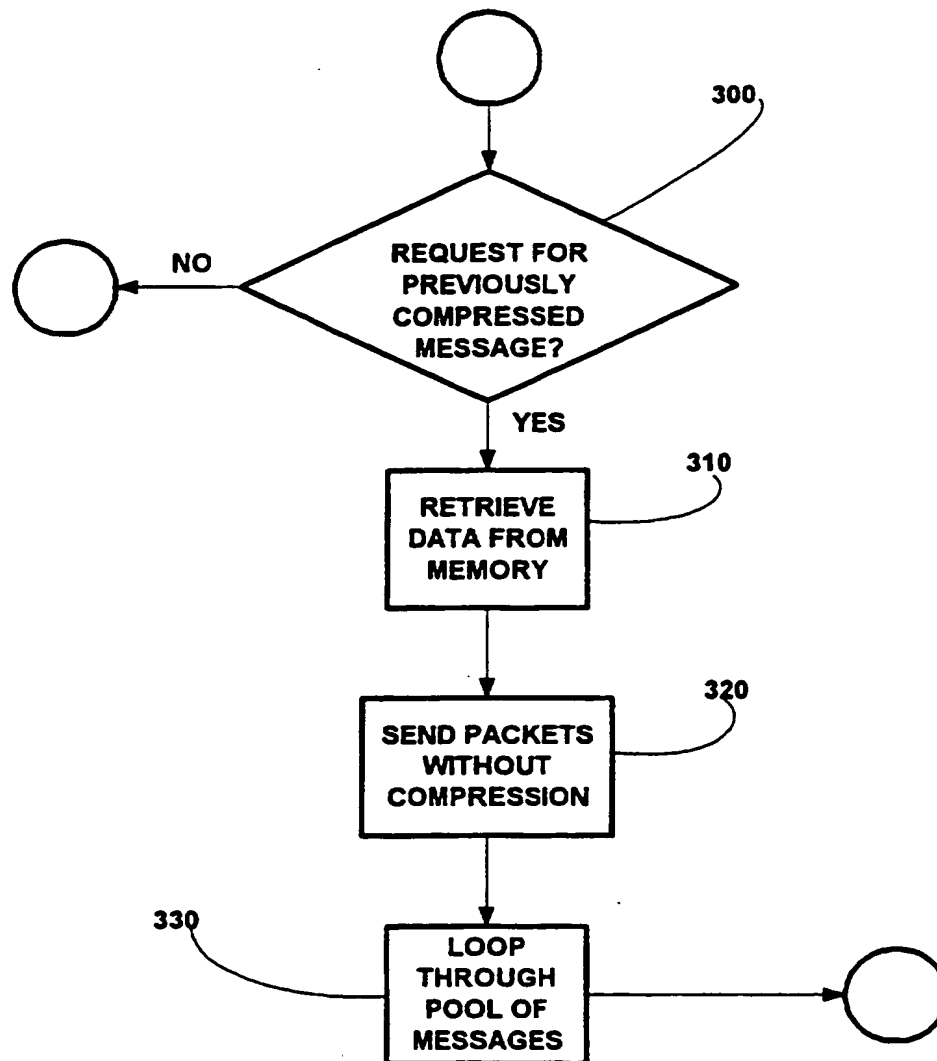 300
REQUEST FOR
PREVIOUSLY
COMPRESSED
MESSAGE?
NO
YES
310
RETRIEVE
DATA FROM
MEMORY
320
SEND PACKETS
WITHOUT
COMPRESSION
330
LOOP
THROUGH
POOL OF
MESSAGES